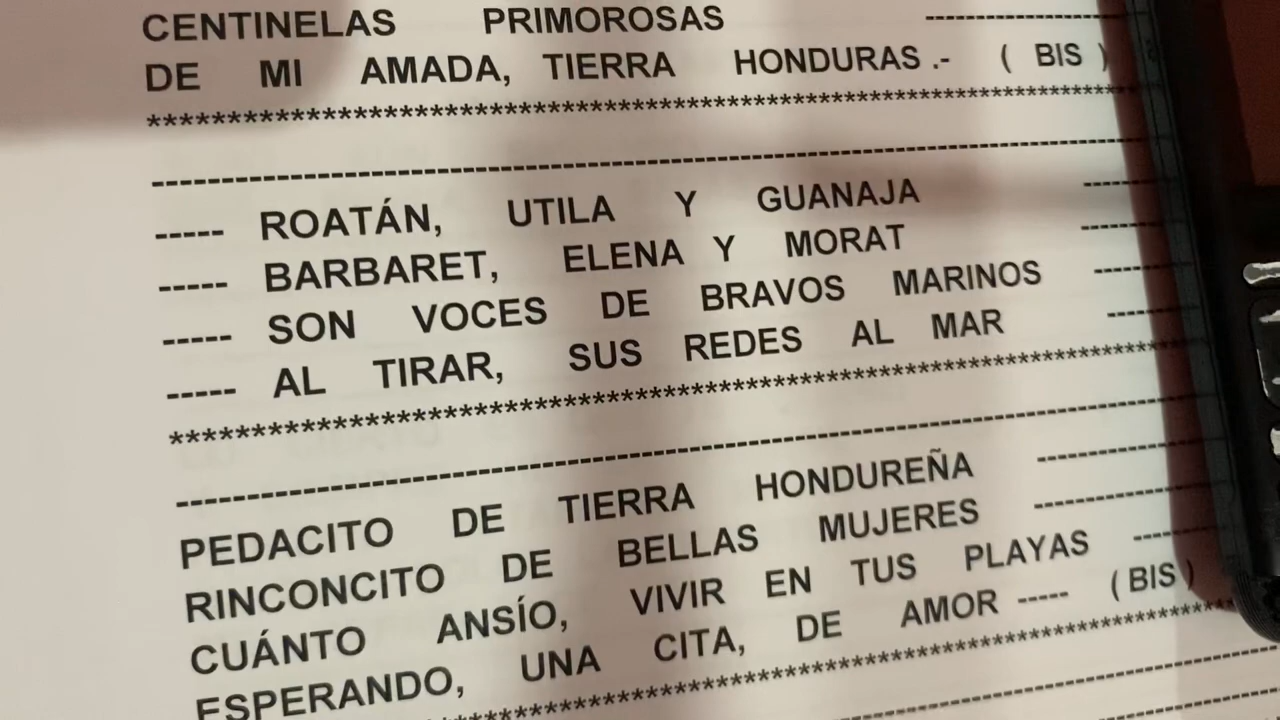 CENTINELAS PRIMOROSAS --------------------
DE MI AMADA, TIERRA HONDURAS .- ( BIS )
********************************************************************************
--------------------------------------------------------------------------------
----- ROATÁN, UTILA Y GUANAJA -----
----- BARBARET, ELENA Y MORAT -----
----- SON VOCES DE BRAVOS MARINOS -----
----- AL TIRAR, SUS REDES AL MAR -----
********************************************************************************
--------------------------------------------------------------------------------
PEDACITO DE TIERRA HONDUREÑA ----------
RINCONCITO DE BELLAS MUJERES ----------
CUÁNTO ANSÍO, VIVIR EN TUS PLAYAS -----
ESPERANDO, UNA CITA, DE AMOR ----- ( BIS )
********************************************************************************
--------------------------------------------------------------------------------